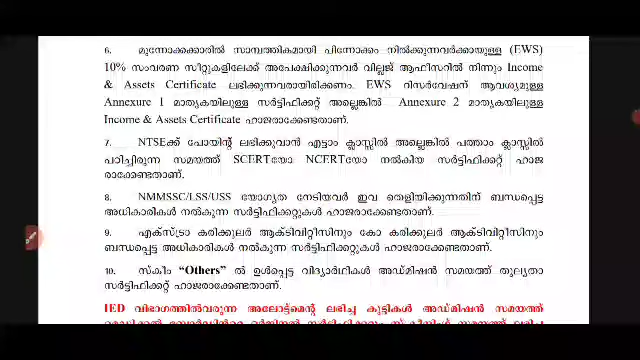 6. മുന്നോക്കക്കാരിൽ സാമ്പത്തികമായി പിന്നോക്കം നിൽക്കുന്നവർക്കായുള്ള (EWS)
10% സംവരണ സീറ്റുകളിലേക്ക് അപേക്ഷിക്കുന്നവർ വില്ലജ് ആഫീസറിൽ നിന്നും Income
& Assets Certificate ലഭിക്കുന്നവരായിരിക്കണം. EWS റിസർവേഷന് ആവശ്യമുള്ള
Annexure 1 മാതൃകയിലുള്ള സർട്ടിഫിക്കറ്റ് അല്ലെങ്കിൽ Annexure 2 മാതൃകയിലുള്ള
Income & Assets Certificate ഹാജരാക്കേണ്ടതാണ്.
7. NTSEക്ക് പോയിന്റ് ലഭിക്കുവാൻ എട്ടാം ക്ലാസ്സിൽ അല്ലെങ്കിൽ പത്താം ക്ലാസ്സിൽ
പഠിച്ചിരുന്ന സമയത്ത് SCERTയോ NCERTയോ നൽകിയ സർട്ടിഫിക്കറ്റ് ഹാജ
രാക്കേണ്ടതാണ്.
8. NMMSSC/LSS/USS യോഗ്യത നേടിയവർ ഇവ തെളിയിക്കുന്നതിന് ബന്ധപ്പെട്ട
അധികാരികൾ നൽകുന്ന സർട്ടിഫിക്കറ്റുകൾ ഹാജരാക്കേണ്ടതാണ്.
9. എക്സ്ട്രാ കരിക്കുലർ ആക്ടിവിറ്റീസിനും കോ കരിക്കുലർ ആക്ടിവിറ്റീസിനും
ബന്ധപ്പെട്ട അധികാരികൾ നൽകുന്ന സർട്ടിഫിക്കറ്റുകൾ ഹാജരാക്കേണ്ടതാണ്.
10. സ്കീം “Others” ൽ ഉൾപ്പെട്ട വിദ്യാർഥികൾ അഡ്മിഷൻ സമയത്ത് തുല്യതാ
സർട്ടിഫിക്കറ്റ് ഹാജരാക്കേണ്ടതാണ്.
IED വിഭാഗത്തിൽവരുന്ന അലോട്ട്മെന്റ് ലഭിച്ച കുട്ടികൾ അഡ്മിഷൻ സമയത്ത്